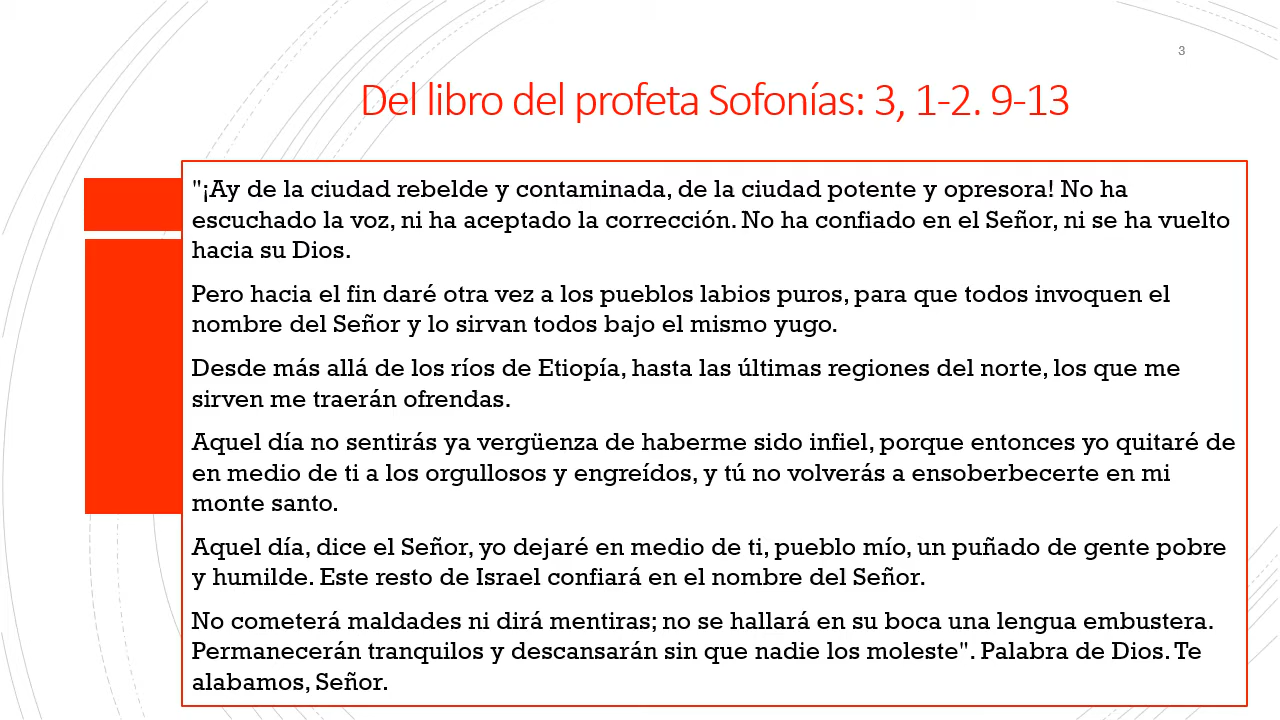 3
Del libro del profeta Sofonías: 3, 1-2. 9-13
"¡Ay de la ciudad rebelde y contaminada, de la ciudad potente y opresora! No ha
escuchado la voz, ni ha aceptado la corrección. No ha confiado en el Señor, ni se ha vuelto
hacia su Dios.
Pero hacia el fin daré otra vez a los pueblos labios puros, para que todos invoquen el
nombre del Señor y lo sirvan todos bajo el mismo yugo.
Desde más allá de los ríos de Etiopía, hasta las últimas regiones del norte, los que me
sirven me traerán ofrendas.
Aquel día no sentirás ya vergüenza de haberme sido infiel, porque entonces yo quitaré de
en medio de ti a los orgullosos y engreídos, y tú no volverás a ensoberbecerte en mi
monte santo.
Aquel día, dice el Señor, yo dejaré en medio de ti, pueblo mío, un puñado de gente pobre
y humilde. Este resto de Israel confiará en el nombre del Señor.
No cometerá maldades ni dirá mentiras; no se hallará en su boca una lengua embustera.
Permanecerán tranquilos y descansarán sin que nadie los moleste". Palabra de Dios. Te
alabamos, Señor.